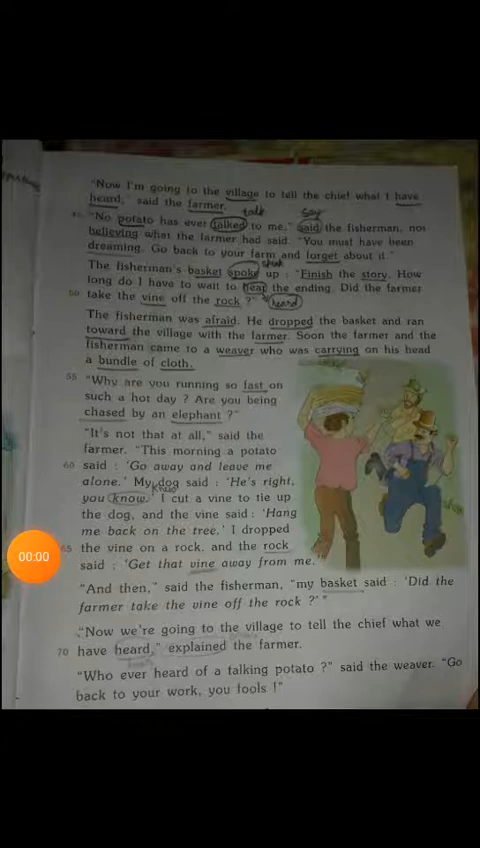 "Now I'm going to the village to tell the chief what I have
heard," said the farmer.
talk say
"No potato has ever talked to me," said the fisherman, not
believing what the farmer had said. "You must have been
dreaming. Go back to your farm and forget about it."
speak
The fisherman's basket spoke up : "Finish the story. How
long do I have to wait to hear the ending. Did the farmer
50 take the vine off the rock ?" heard
The fisherman was afraid. He dropped the basket and ran
toward the village with the farmer. Soon the farmer and the
fisherman came to a weaver who was carrying on his head
a bundle of cloth.
55 "Why are you running so fast on
such a hot day ? Are you being
chased by an elephant ?"
"It's not that at all," said the
farmer. "This morning a potato
60 said : 'Go away and leave me
alone.' My dog said : 'He's right,
you know.' I cut a vine to tie up
the dog, and the vine said : 'Hang
me back on the tree.' I dropped
65 the vine on a rock, and the rock
said : 'Get that vine away from me.'"
00:00
"And then," said the fisherman, "my basket said : 'Did the
farmer take the vine off the rock ?'"
"Now we're going to the village to tell the chief what we
70 have heard," explained the farmer.
"Who ever heard of a talking potato ?" said the weaver. "Go
back to your work, you fools !"